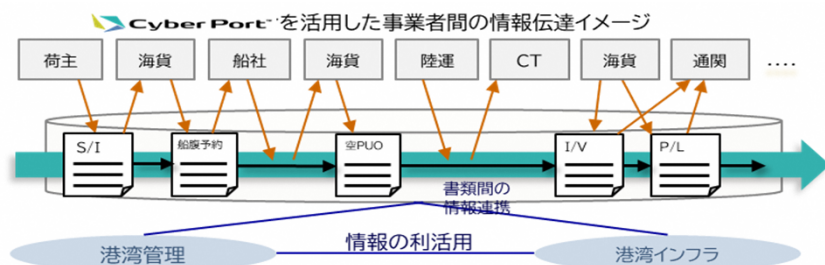 Cyber Port™を活用した事業者間の情報伝達イメージ
荷主 海貨 船社 海貨 陸運 CT 海貨 通関 ‥‥
S/I 船腹予約 空PUO I/V P/L
書類間の
情報連携
港湾管理 情報の利活用 港湾インフラ